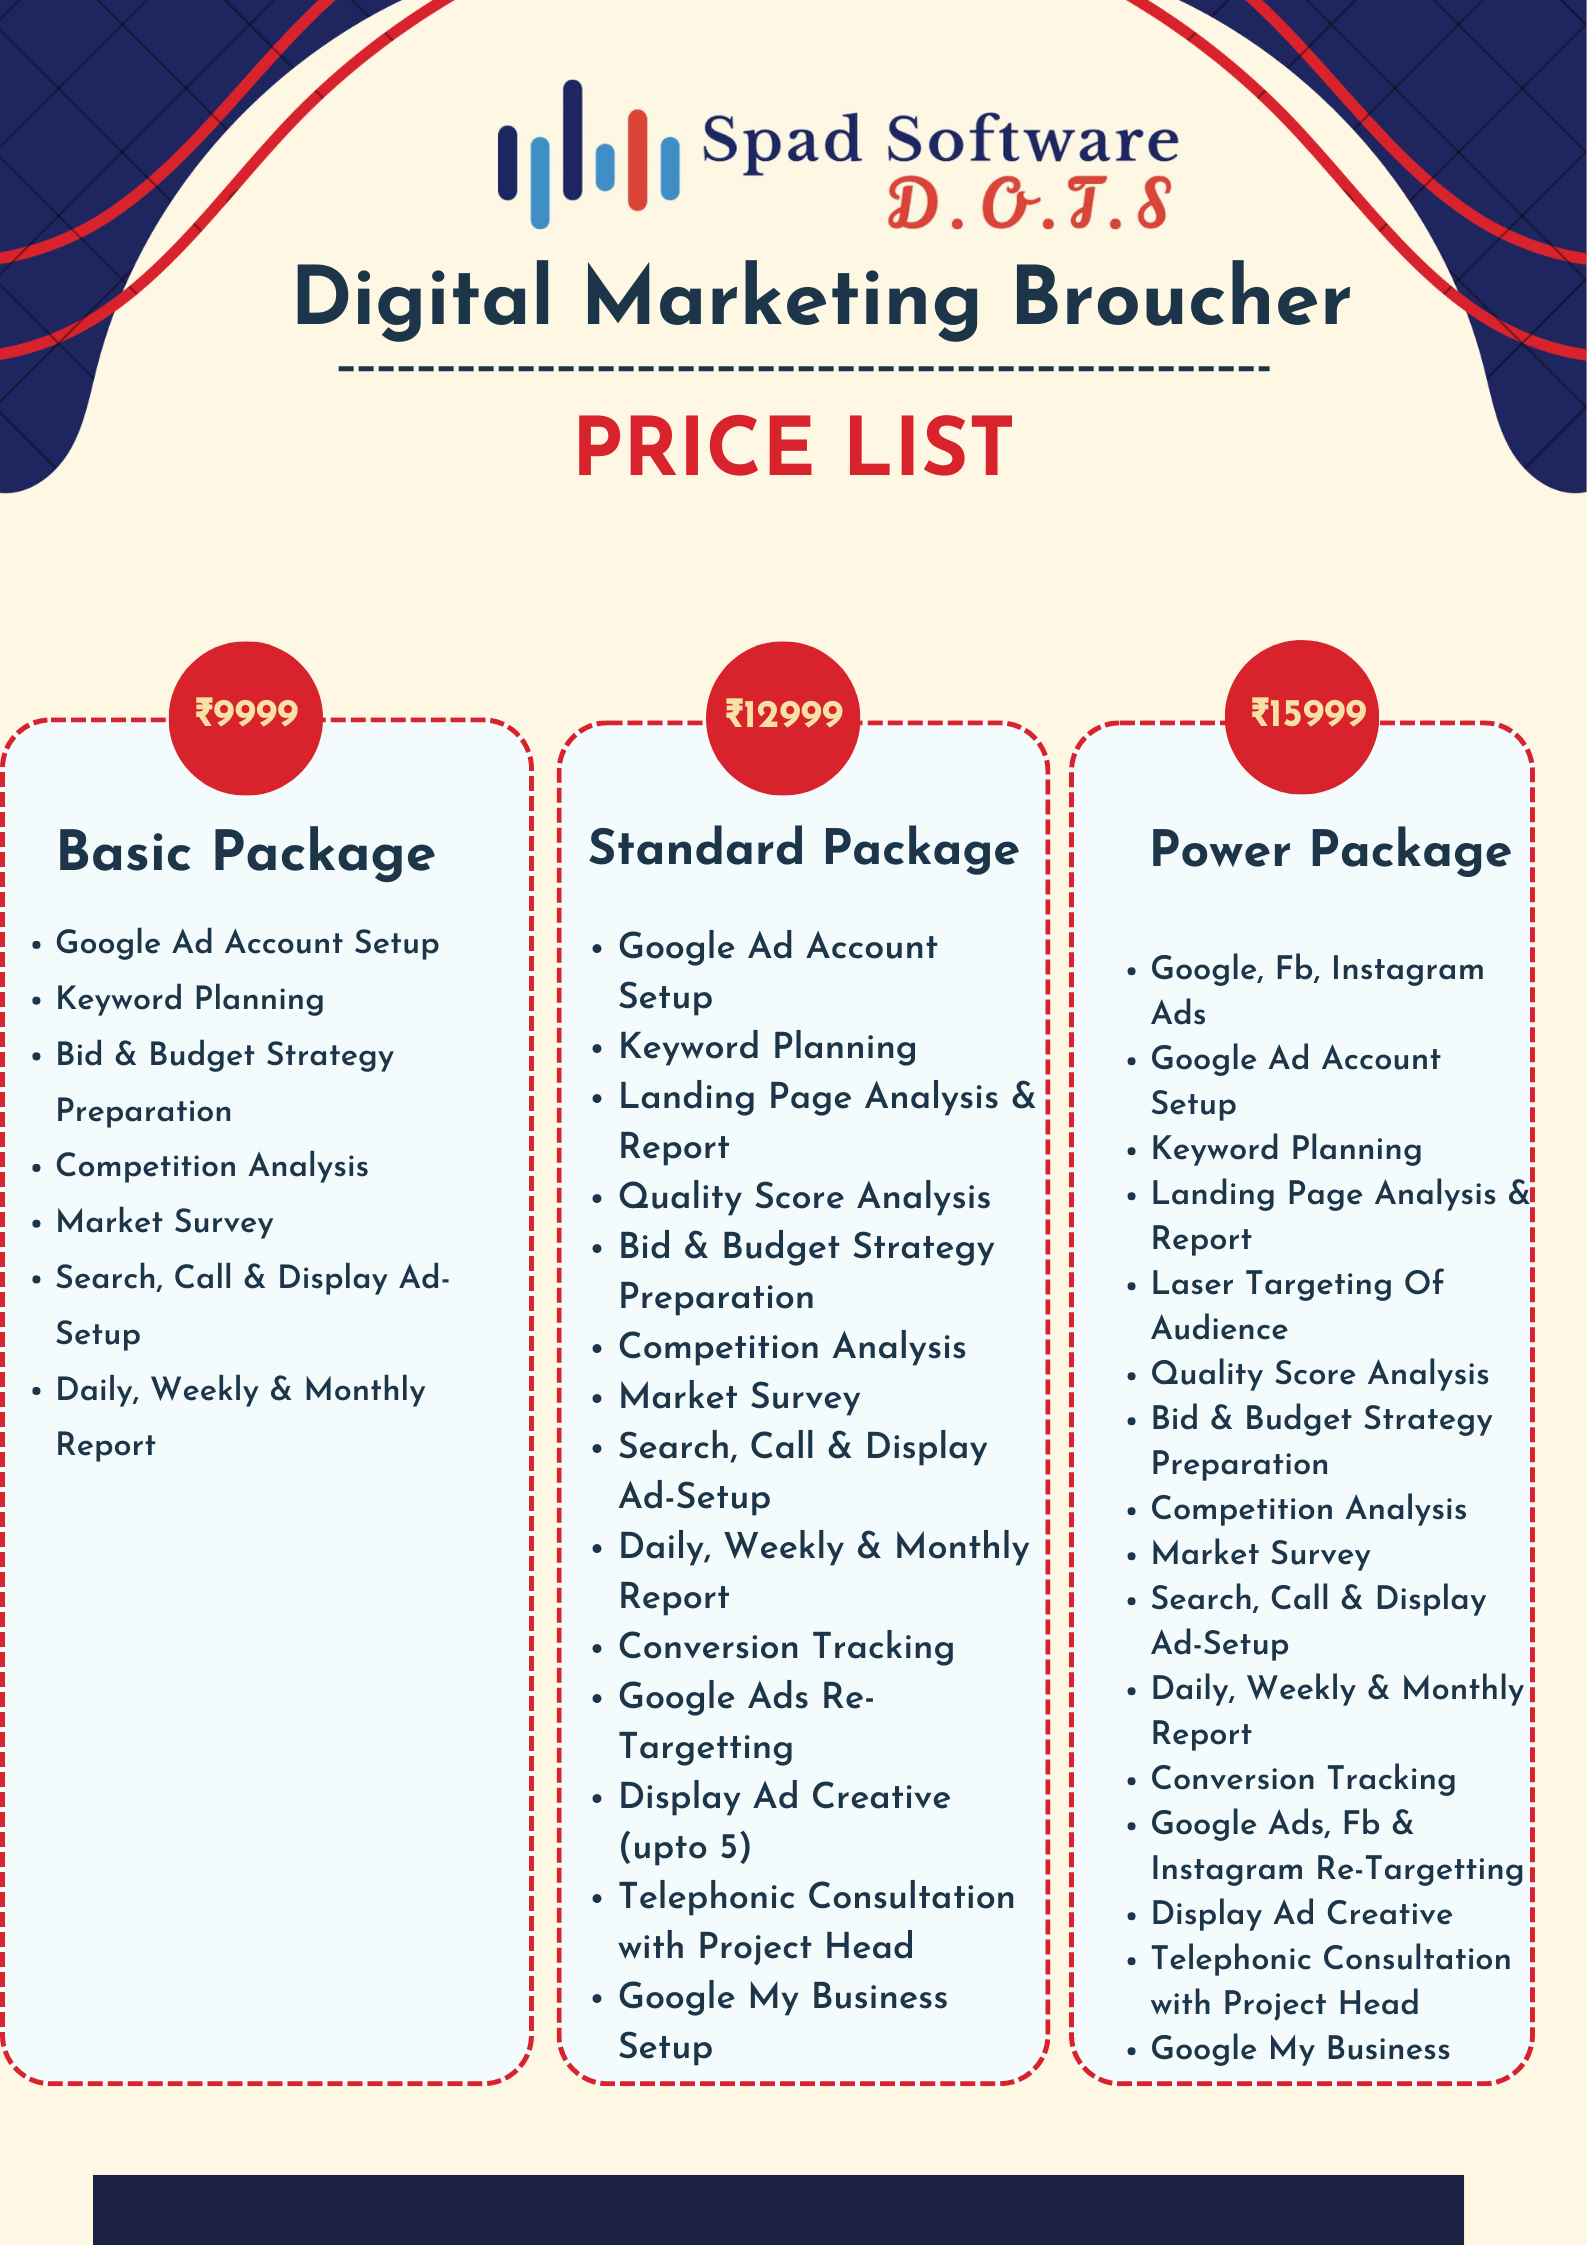 Spad Software
D.O.T.S
Digital Marketing Broucher
PRICE LIST
₹9999
Basic Package
• Google Ad Account Setup
• Keyword Planning
• Bid & Budget Strategy
Preparation
• Competition Analysis
• Market Survey
• Search, Call & Display Ad-
Setup
• Daily, Weekly & Monthly
Report
₹12999
Standard Package
• Google Ad Account
Setup
• Keyword Planning
• Landing Page Analysis &
Report
• Quality Score Analysis
• Bid & Budget Strategy
Preparation
• Competition Analysis
• Market Survey
• Search, Call & Display
Ad-Setup
• Daily, Weekly & Monthly
Report
• Conversion Tracking
• Google Ads Re-
Targetting
• Display Ad Creative
(upto 5)
• Telephonic Consultation
with Project Head
• Google My Business
Setup
₹15999
Power Package
• Google, Fb, Instagram
Ads
• Google Ad Account
Setup
• Keyword Planning
• Landing Page Analysis &
Report
• Laser Targeting Of
Audience
• Quality Score Analysis
• Bid & Budget Strategy
Preparation
• Competition Analysis
• Market Survey
• Search, Call & Display
Ad-Setup
• Daily, Weekly & Monthly
Report
• Conversion Tracking
• Google Ads, Fb &
Instagram Re-Targetting
• Display Ad Creative
• Telephonic Consultation
with Project Head
• Google My Business